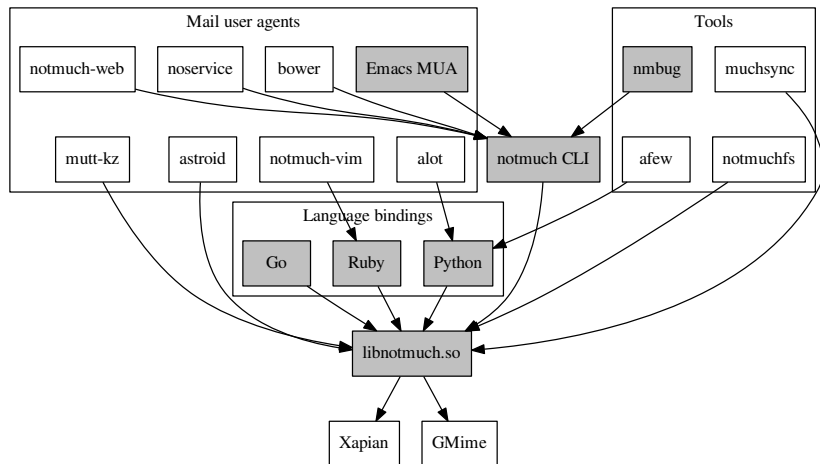 Mail user agents
Tools
notmuch-web
noservice
bower
Emacs MUA
nmbug
muchsync
mutt-kz
astroid
notmuch-vim
alot
notmuch CLI
afew
notmuchfs
Language bindings
Go
Ruby
Python
libnotmuch.so
Xapian
GMime